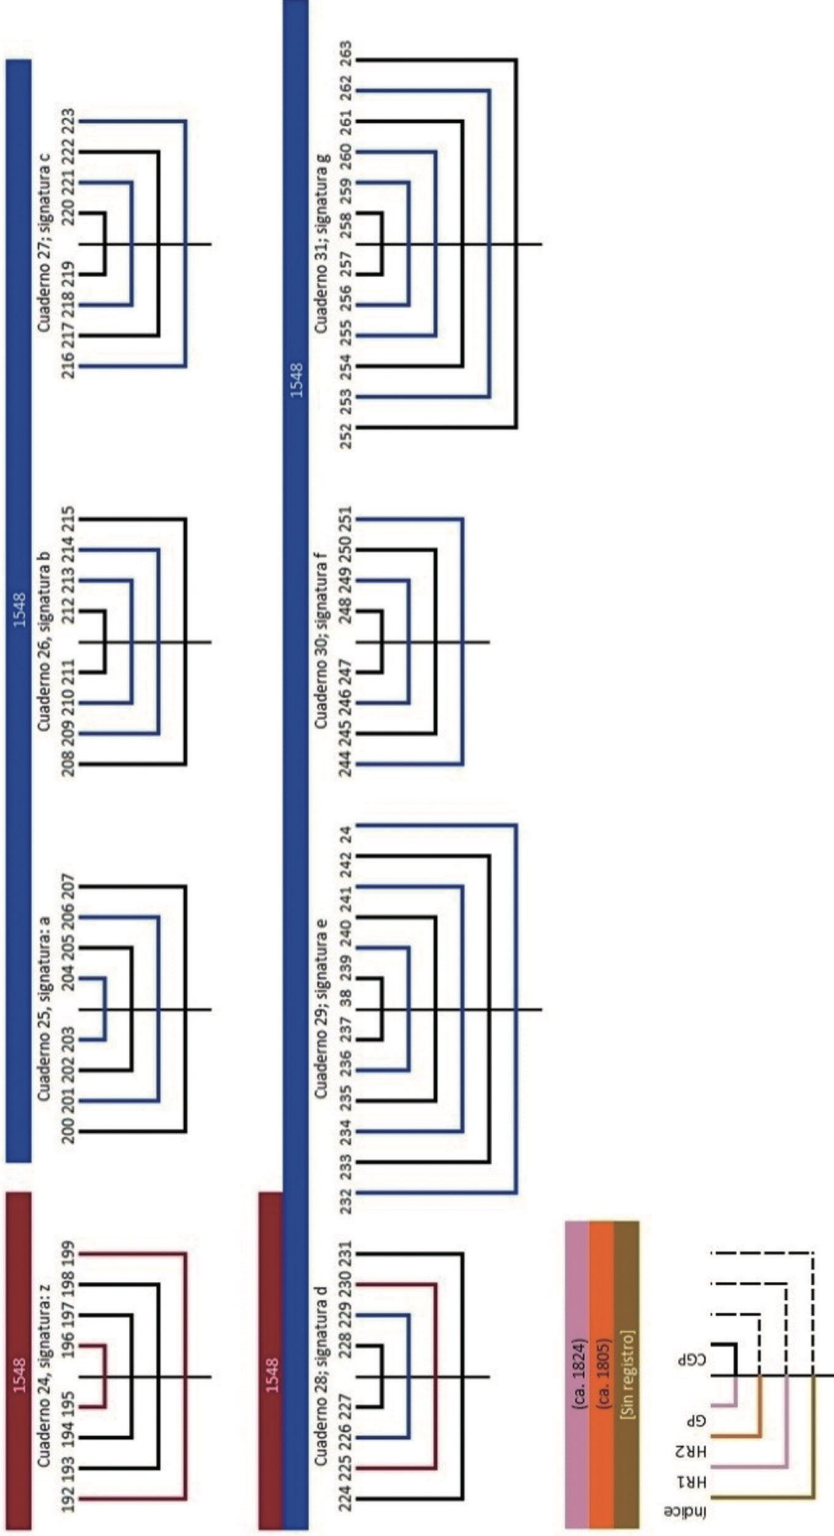 1548
1548
Cuaderno 24, signatura: z
192 193 194 195 196 197 198 199
Cuaderno 25, signatura: a
200 201 202 203 204 205 206 207
Cuaderno 26, signatura b
208 209 210 211 212 213 214 215
Cuaderno 27; signatura c
216 217 218 219 220 221 222 223
1548
1548
Cuaderno 28; signatura d
224 225 226 227 228 229 230 231
Cuaderno 29; signatura e
232 233 234 235 236 237 38 239 240 241 242 24
Cuaderno 30; signatura f
244 245 246 247 248 249 250 251
Cuaderno 31; signatura g
252 253 254 255 256 257 258 259 260 261 262 263
(ca. 1824)
(ca. 1805)
[Sin registro]
Índice
HR1
HR2
GP
CGP